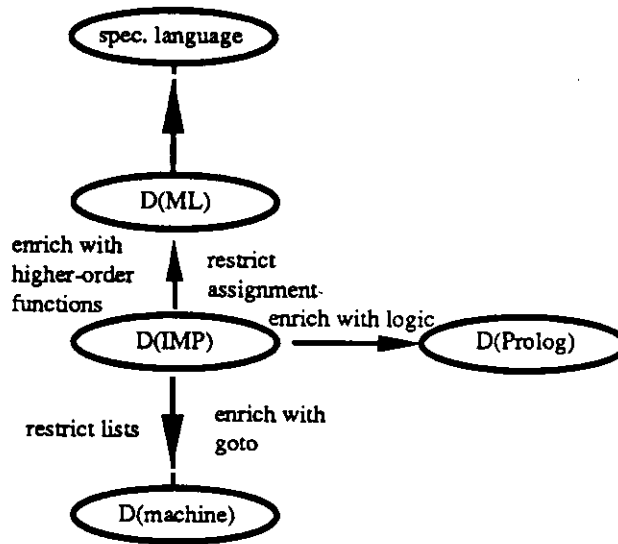 spec. language
D(ML)
enrich with
higher-order
functions
restrict
assignment-
enrich with logic
D(IMP)
D(Prolog)
restrict lists
enrich with
goto
D(machine)